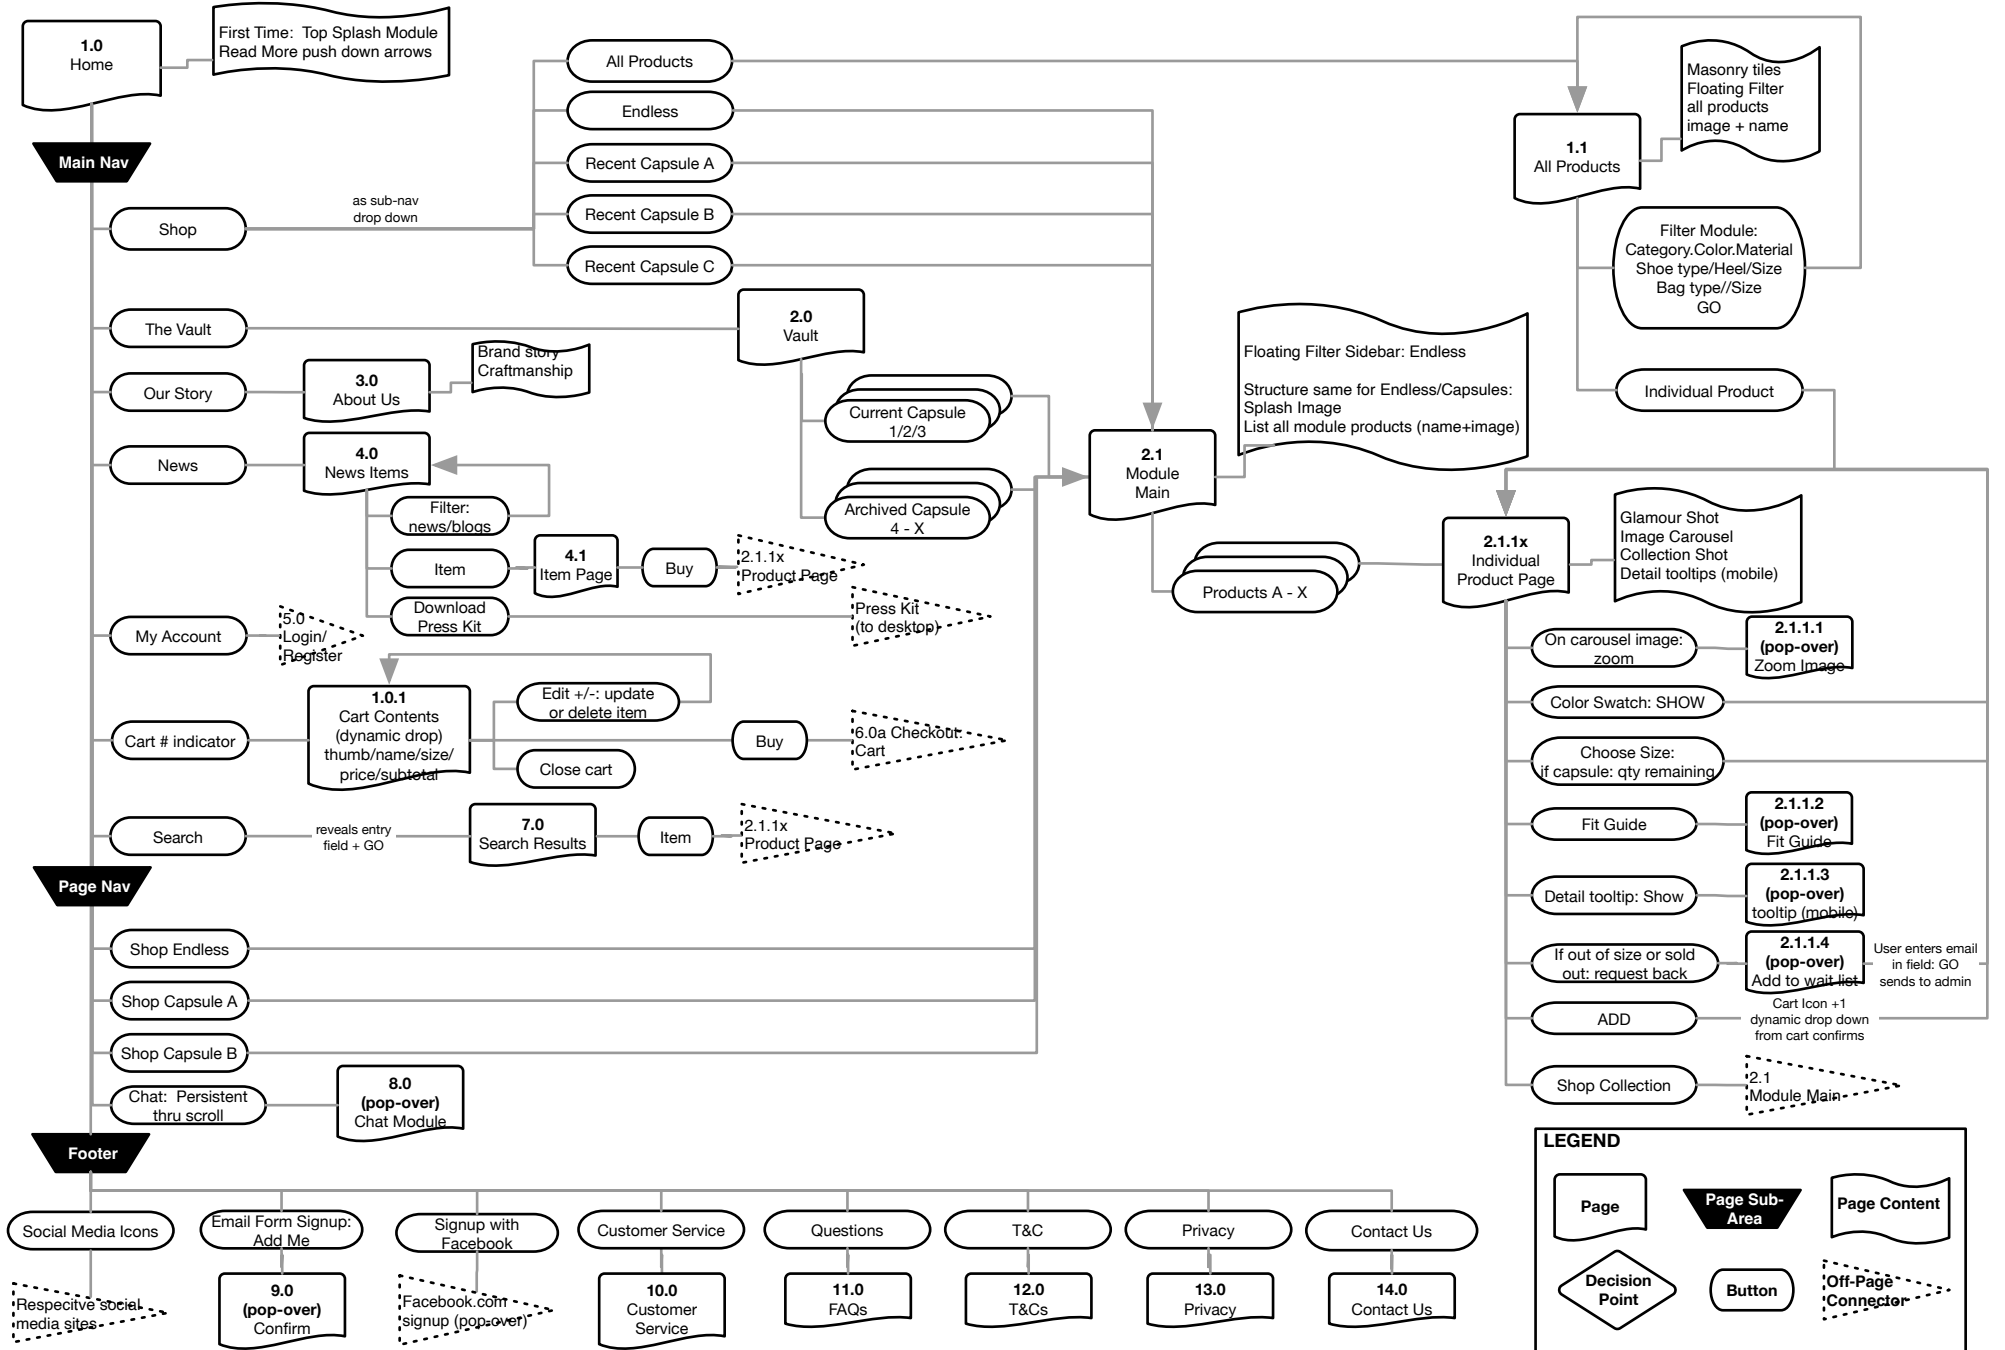 1.0
Home
First Time:  Top Splash Module
Read More push down arrows
Main Nav
Shop
as sub-nav
drop down
All Products
Endless
Recent Capsule A
Recent Capsule B
Recent Capsule C
1.1
All Products
Masonry tiles
Floating Filter
all products
image + name
Filter Module:
Category.Color.Material
Shoe type/Heel/Size
Bag type//Size
GO
Individual Product
The Vault
2.0
Vault
Current Capsule
1/2/3
Archived Capsule
4 - X
Our Story
3.0
About Us
Brand story
Craftmanship
News
4.0
News Items
Filter:
news/blogs
Item
4.1
Item Page
Buy
2.1.1x
Product Page
Download
Press Kit
Press Kit
(to desktop)
2.1
Module
Main
Floating Filter Sidebar: Endless
Structure same for Endless/Capsules:
Splash Image
List all module products (name+image)
Products A - X
2.1.1x
Individual
Product Page
Glamour Shot
Image Carousel
Collection Shot
Detail tooltips (mobile)
My Account
5.0
Login/
Register
Cart # indicator
1.0.1
Cart Contents
(dynamic drop)
thumb/name/size/
price/subtotal
Edit +/-: update
or delete item
Close cart
Buy
6.0a Checkout:
Cart
Search
reveals entry
field + GO
7.0
Search Results
Item
2.1.1x
Product Page
On carousel image:
zoom
2.1.1.1
(pop-over)
Zoom Image
Color Swatch: SHOW
Choose Size:
if capsule: qty remaining
Fit Guide
2.1.1.2
(pop-over)
Fit Guide
Detail tooltip: Show
2.1.1.3
(pop-over)
tooltip (mobile)
If out of size or sold
out: request back
2.1.1.4
(pop-over)
Add to wait list
User enters email
in field: GO
sends to admin
ADD
Cart Icon +1
dynamic drop down
from cart confirms
Shop Collection
2.1
Module Main
Page Nav
Shop Endless
Shop Capsule A
Shop Capsule B
Chat:  Persistent
thru scroll
8.0
(pop-over)
Chat Module
Footer
Social Media Icons
Respecitve social
media sites
Email Form Signup:
Add Me
9.0
(pop-over)
Confirm
Signup with
Facebook
Facebook.com
signup (pop-over)
Customer Service
10.0
Customer
Service
Questions
11.0
FAQs
T&C
12.0
T&Cs
Privacy
13.0
Privacy
Contact Us
14.0
Contact Us
LEGEND
Page
Page Sub-
Area
Page Content
Decision
Point
Button
Off-Page
Connector